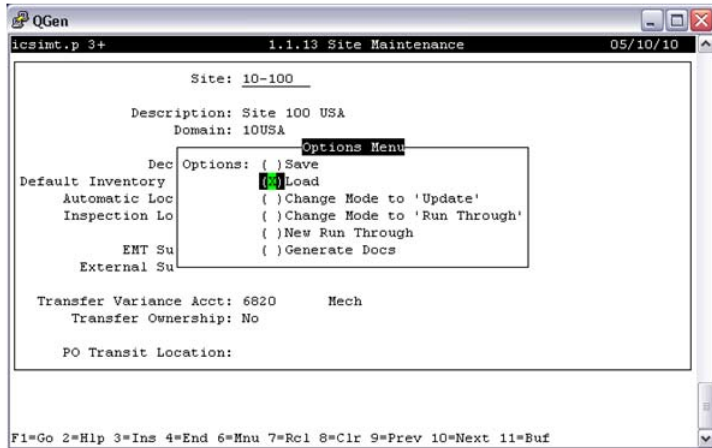 QGen
icsimt.p 3+ 1.1.13 Site Maintenance 05/10/10
Site: 10-100
Description: Site 100 USA
Domain: 10USA
Options Menu
Dec Options: ( )Save
Default Inventory (X)Load
Automatic Loc ( )Change Mode to 'Update'
Inspection Lo ( )Change Mode to 'Run Through'
( )New Run Through
EMT Su ( )Generate Docs
External Su
Transfer Variance Acct: 6820 Mech
Transfer Ownership: No
PO Transit Location:
F1=Go 2=Hlp 3=Ins 4=End 6=Mnu 7=Rcl 8=Clr 9=Prev 10=Next 11=Buf